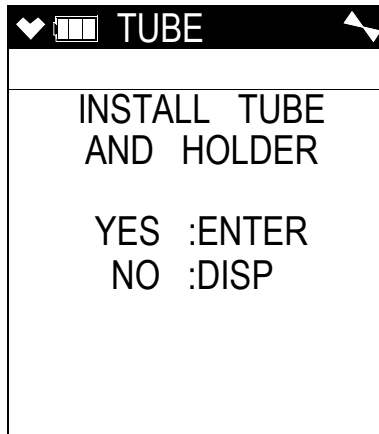 TUBE
INSTALL TUBE
AND HOLDER
YES :ENTER
NO :DISP